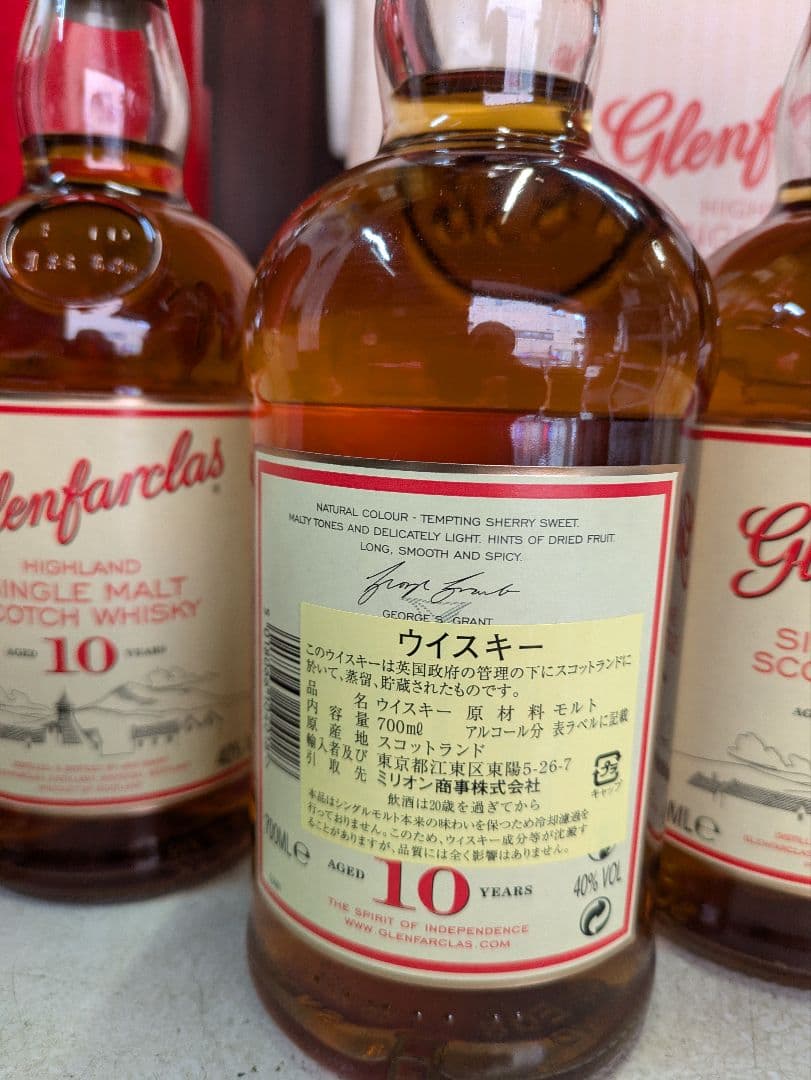 Glenf
Glenfarclas
HIGHLAND
SINGLE MALT
SCOTCH WHISKY
AGED 10 YEARS
NATURAL COLOUR - TEMPTING SHERRY SWEET.
MALTY TONES AND DELICATELY LIGHT. HINTS OF DRIED FRUIT.
LONG, SMOOTH AND SPICY.
GEORGE S. GRANT
ウイスキー
このウイスキーは英国政府の管理の下にスコットランドに
於いて、蒸留、貯蔵されたものです。
品名 ウイスキー 原材料 モルト
内容量 700mℓ アルコール分 表ラベルに記載
原産地 スコットランド
輸入者及び 東京都江東区東陽5-26-7
引取先 ミリオン商事株式会社
キャップ
飲酒は20歳を過ぎてから
本品はシングルモルト本来の味わいを保つため冷却濾過を
行っておりません。このため、ウイスキー成分等が沈澱す
ることがありますが、品質には全く影響はありません。
700ML e
AGED 10 YEARS
40% VOL
THE SPIRIT OF INDEPENDENCE
WWW.GLENFARCLAS.COM
Gl
SI
SCO
ML e